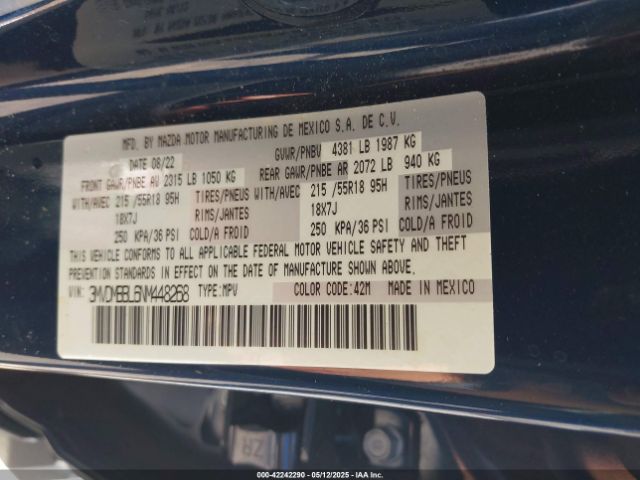 MFD. BY MAZDA MOTOR MANUFACTURING DE MEXICO S.A. DE C.V.
DATE 08/22 GVWR/PNBV 4381 LB 1987 KG
FRONT GAWR/PNBE AV 2315 LB 1050 KG REAR GAWR/PNBE AR 2072 LB 940 KG
WITH/AVEC 215 /55R18 95H TIRES/PNEUS WITH/AVEC 215 /55R18 95H TIRES/PNEUS
18X7J RIMS/JANTES 18X7J RIMS/JANTES
250 KPA/36 PSI COLD/A FROID 250 KPA/36 PSI COLD/A FROID
THIS VEHICLE CONFORMS TO ALL APPLICABLE FEDERAL MOTOR VEHICLE SAFETY AND THEFT
PREVENTION STANDARDS IN EFFECT ON THE DATE OF MANUFACTURE SHOWN ABOVE.
VIN: 3MVDMBBL5NM448258 TYPE:MPV COLOR CODE:42M MADE IN MEXICO
ZR
000-42242290 - 05/12/2025 - IAA Inc.